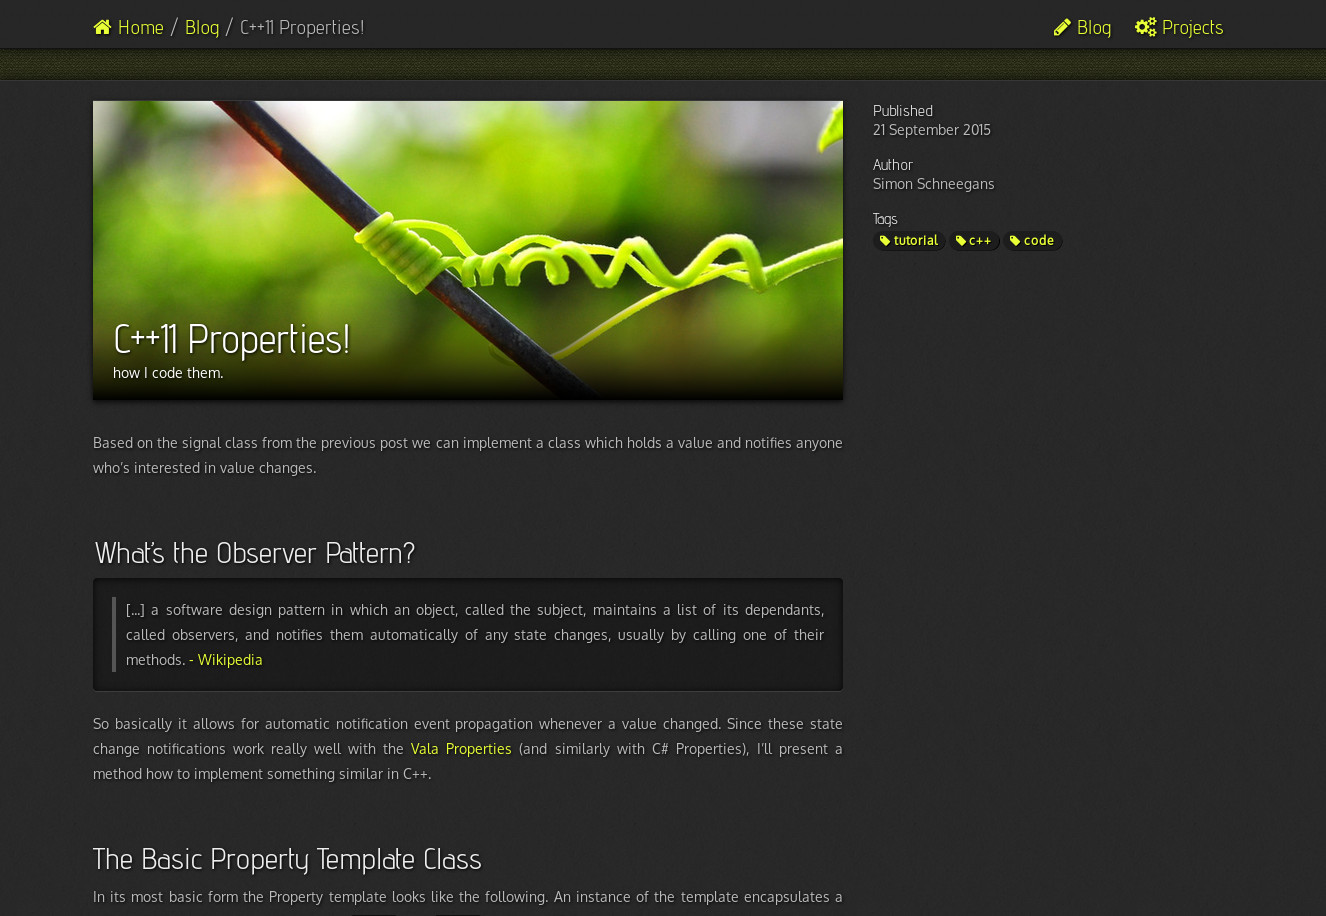 Home / Blog / C++11 Properties!
Blog Projects
Published
21 September 2015
Author
Simon Schneegans
Tags
tutorial c++ code
C++11 Properties!
how I code them.
Based on the signal class from the previous post we can implement a class which holds a value and notifies anyone
who's interested in value changes.
What's the Observer Pattern?
[...] a software design pattern in which an object, called the subject, maintains a list of its dependants,
called observers, and notifies them automatically of any state changes, usually by calling one of their
methods. - Wikipedia
So basically it allows for automatic notification event propagation whenever a value changed. Since these state
change notifications work really well with the Vala Properties (and similarly with C# Properties), I'll present a
method how to implement something similar in C++.
The Basic Property Template Class
In its most basic form the Property template looks like the following. An instance of the template encapsulates a